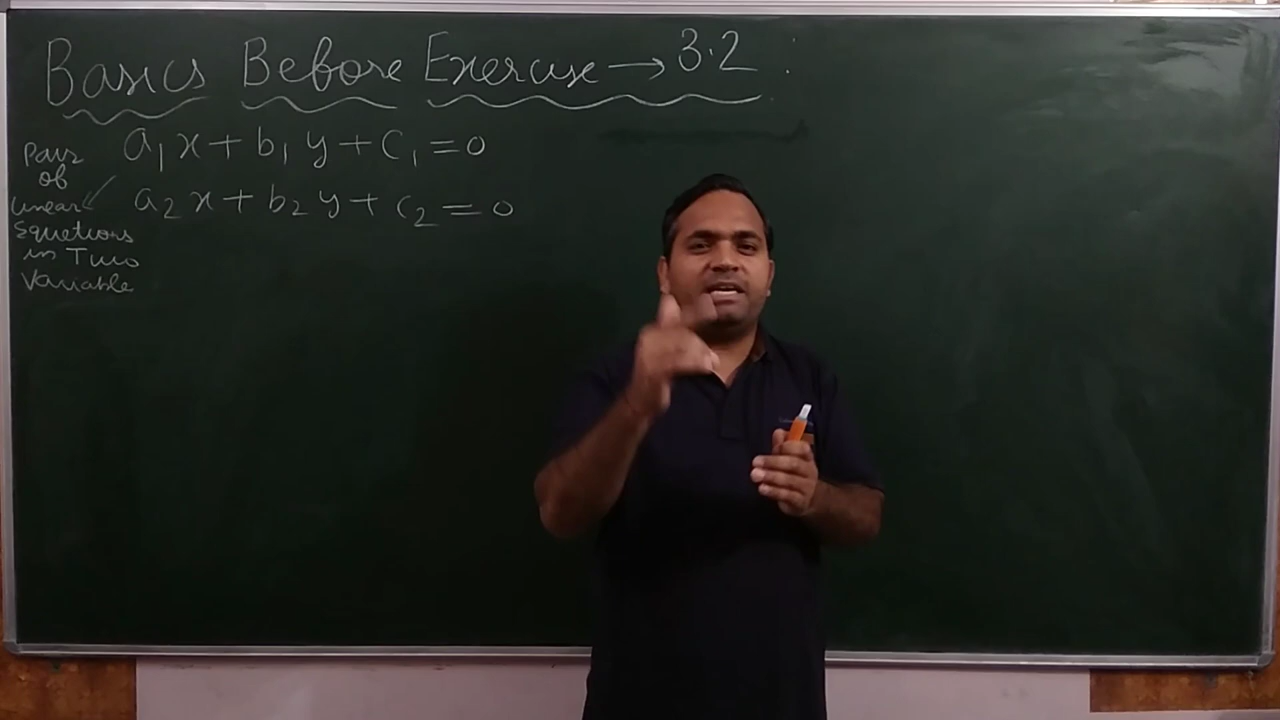 Basics Before Exercise → 3.2
a₁x + b₁y + c₁ = 0
a₂x + b₂y + c₂ = 0
Pair
of
Linear
Equetions
in Two
Variable